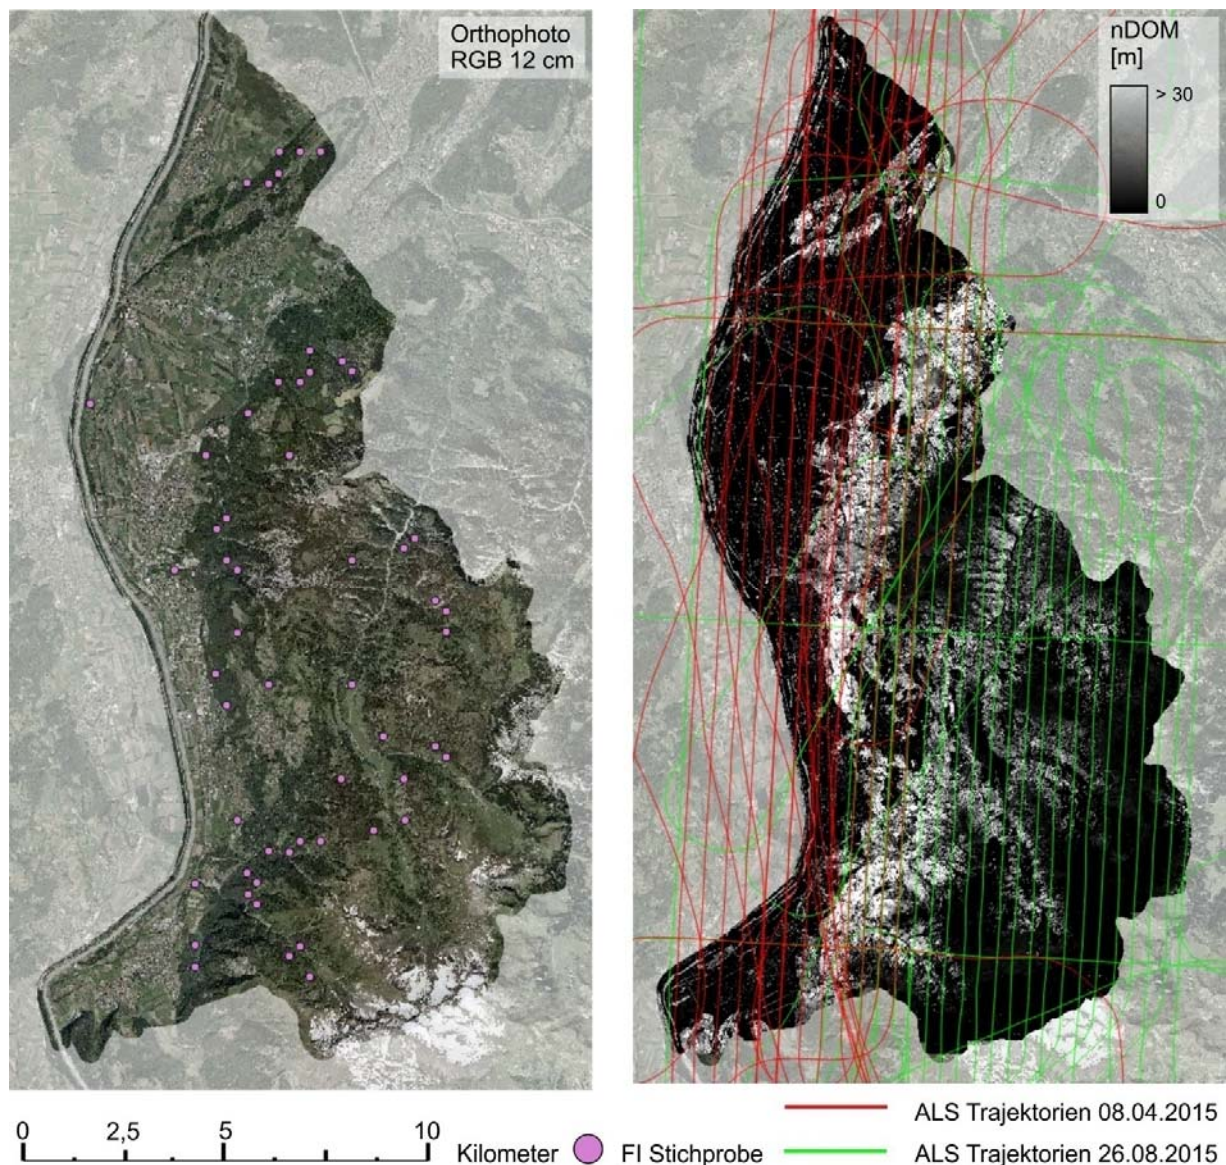 Orthophoto
RGB 12 cm
nDOM
[m]
> 30
0
0 2,5 5 10
Kilometer
FI Stichprobe
ALS Trajektorien 08.04.2015
ALS Trajektorien 26.08.2015